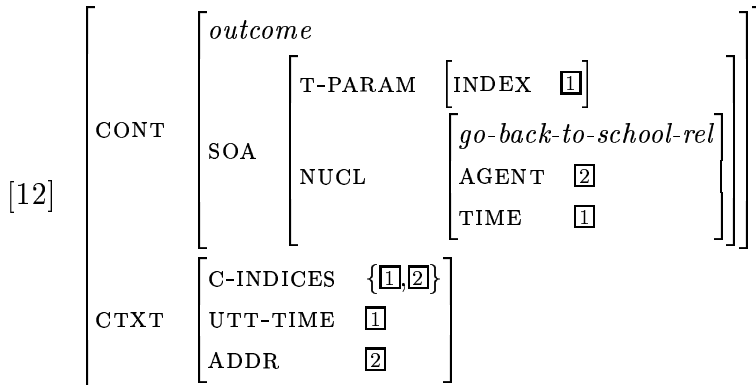 outcome
T-PARAM [INDEX 1]
CONT
go-back-to-school-rel
SOA
[12]
NUCL AGENT 2
TIME 1
C-INDICES {1,2}
CTXT UTT-TIME 1
ADDR 2